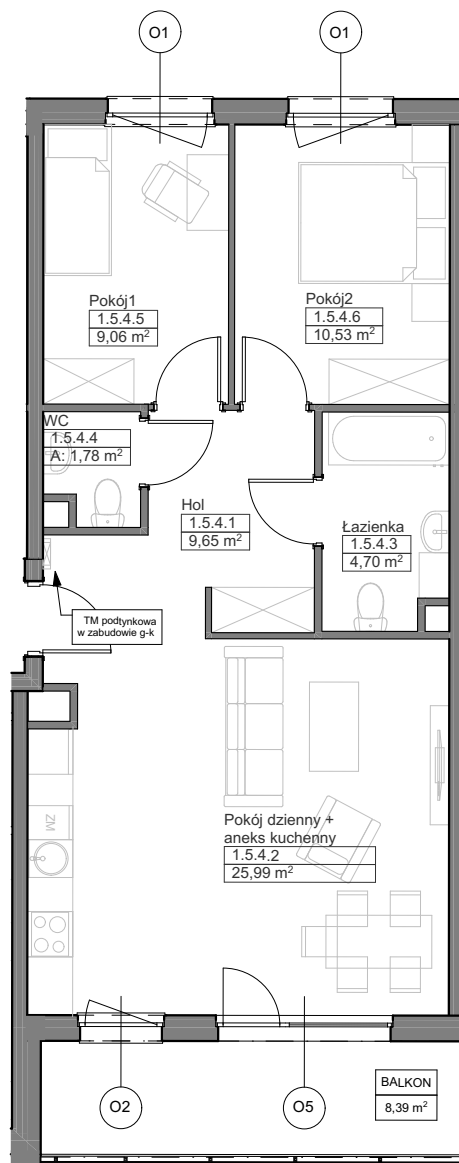 O1
O1
Pokój1
1.5.4.5
9,06 m²
Pokój2
1.5.4.6
10,53 m²
WC
1.5.4.4
A: 1,78 m²
Hol
1.5.4.1
9,65 m²
Łazienka
1.5.4.3
4,70 m²
TM podtynkowa
w zabudowie g-k
Pokój dzienny +
aneks kuchenny
1.5.4.2
25,99 m²
ZM
O2
O5
BALKON
8,39 m²